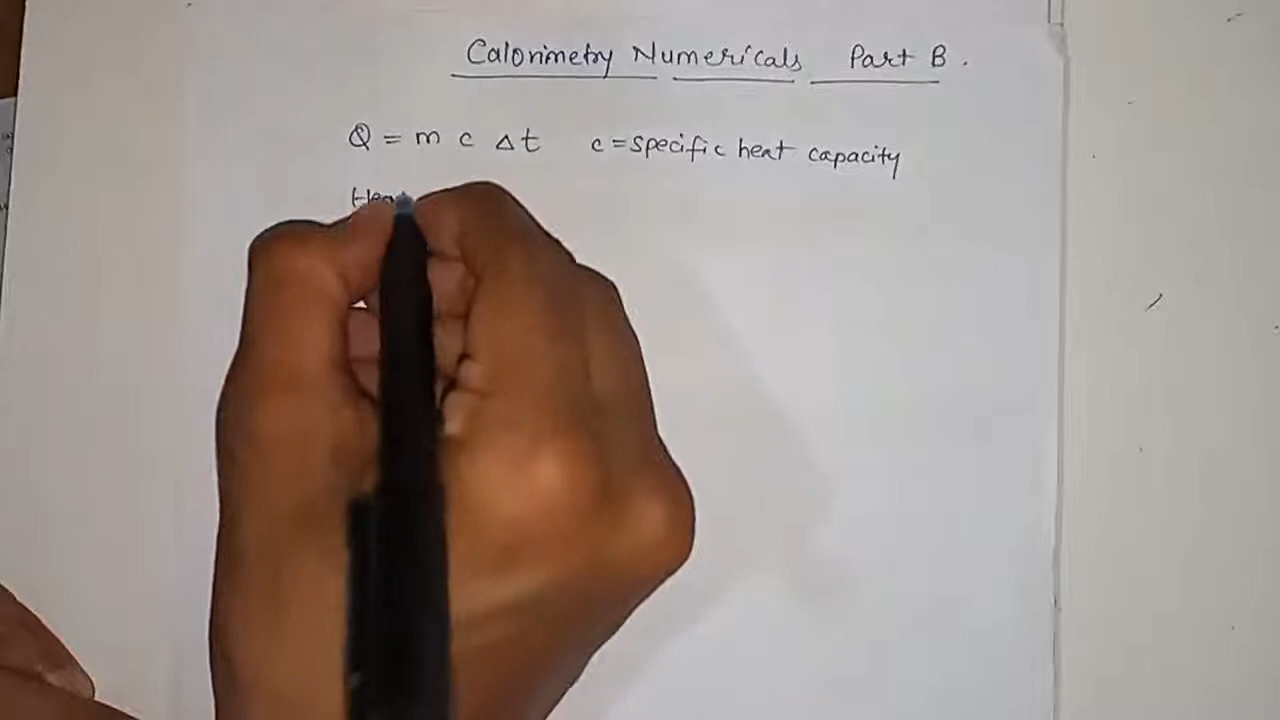 Calorimetry Numericals Part B.
Q = m c Δt c = specific heat capacity